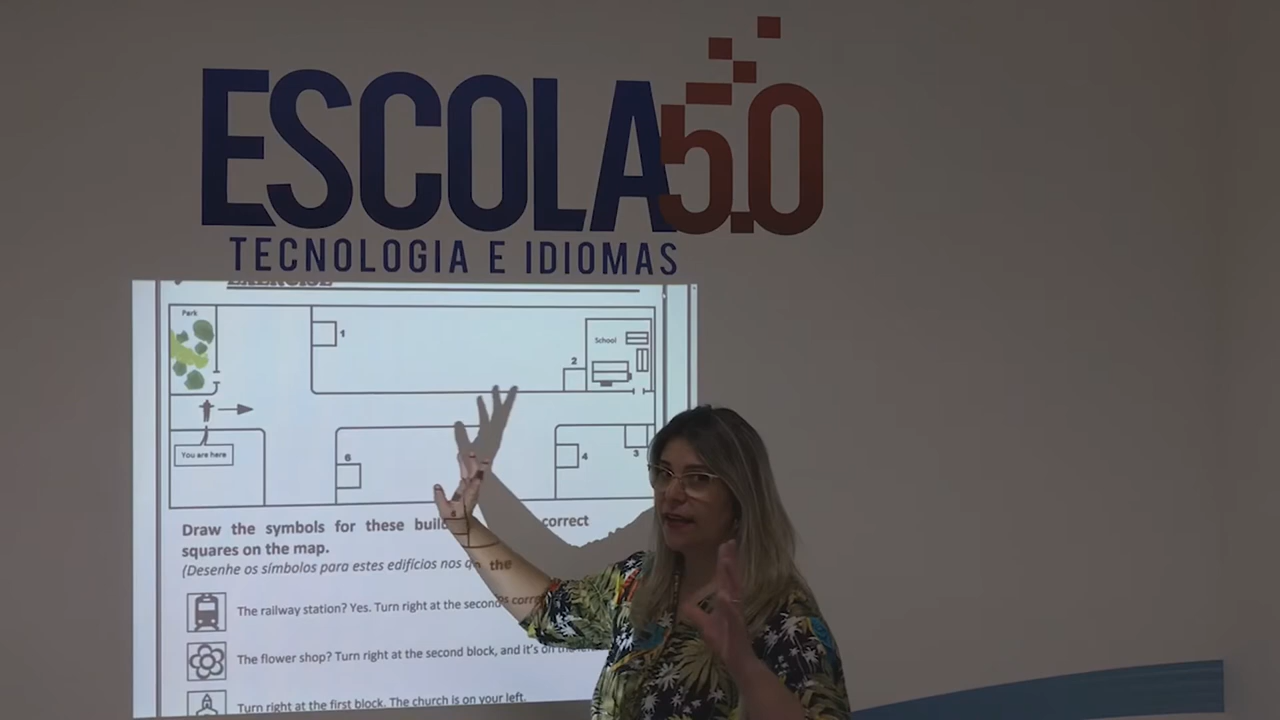 ESCOLA 5.0
TECNOLOGIA E IDIOMAS
EXERCISE
Park
1
School
2
You are here
6
4
3
Draw the symbols for these correct
squares on the map.
(Desenhe os símbolos para estes edifícios nos the
The railway station? Yes. Turn right at the second
The flower shop? Turn right at the second block, and it's on
Turn right at the first block. The church is on your left.